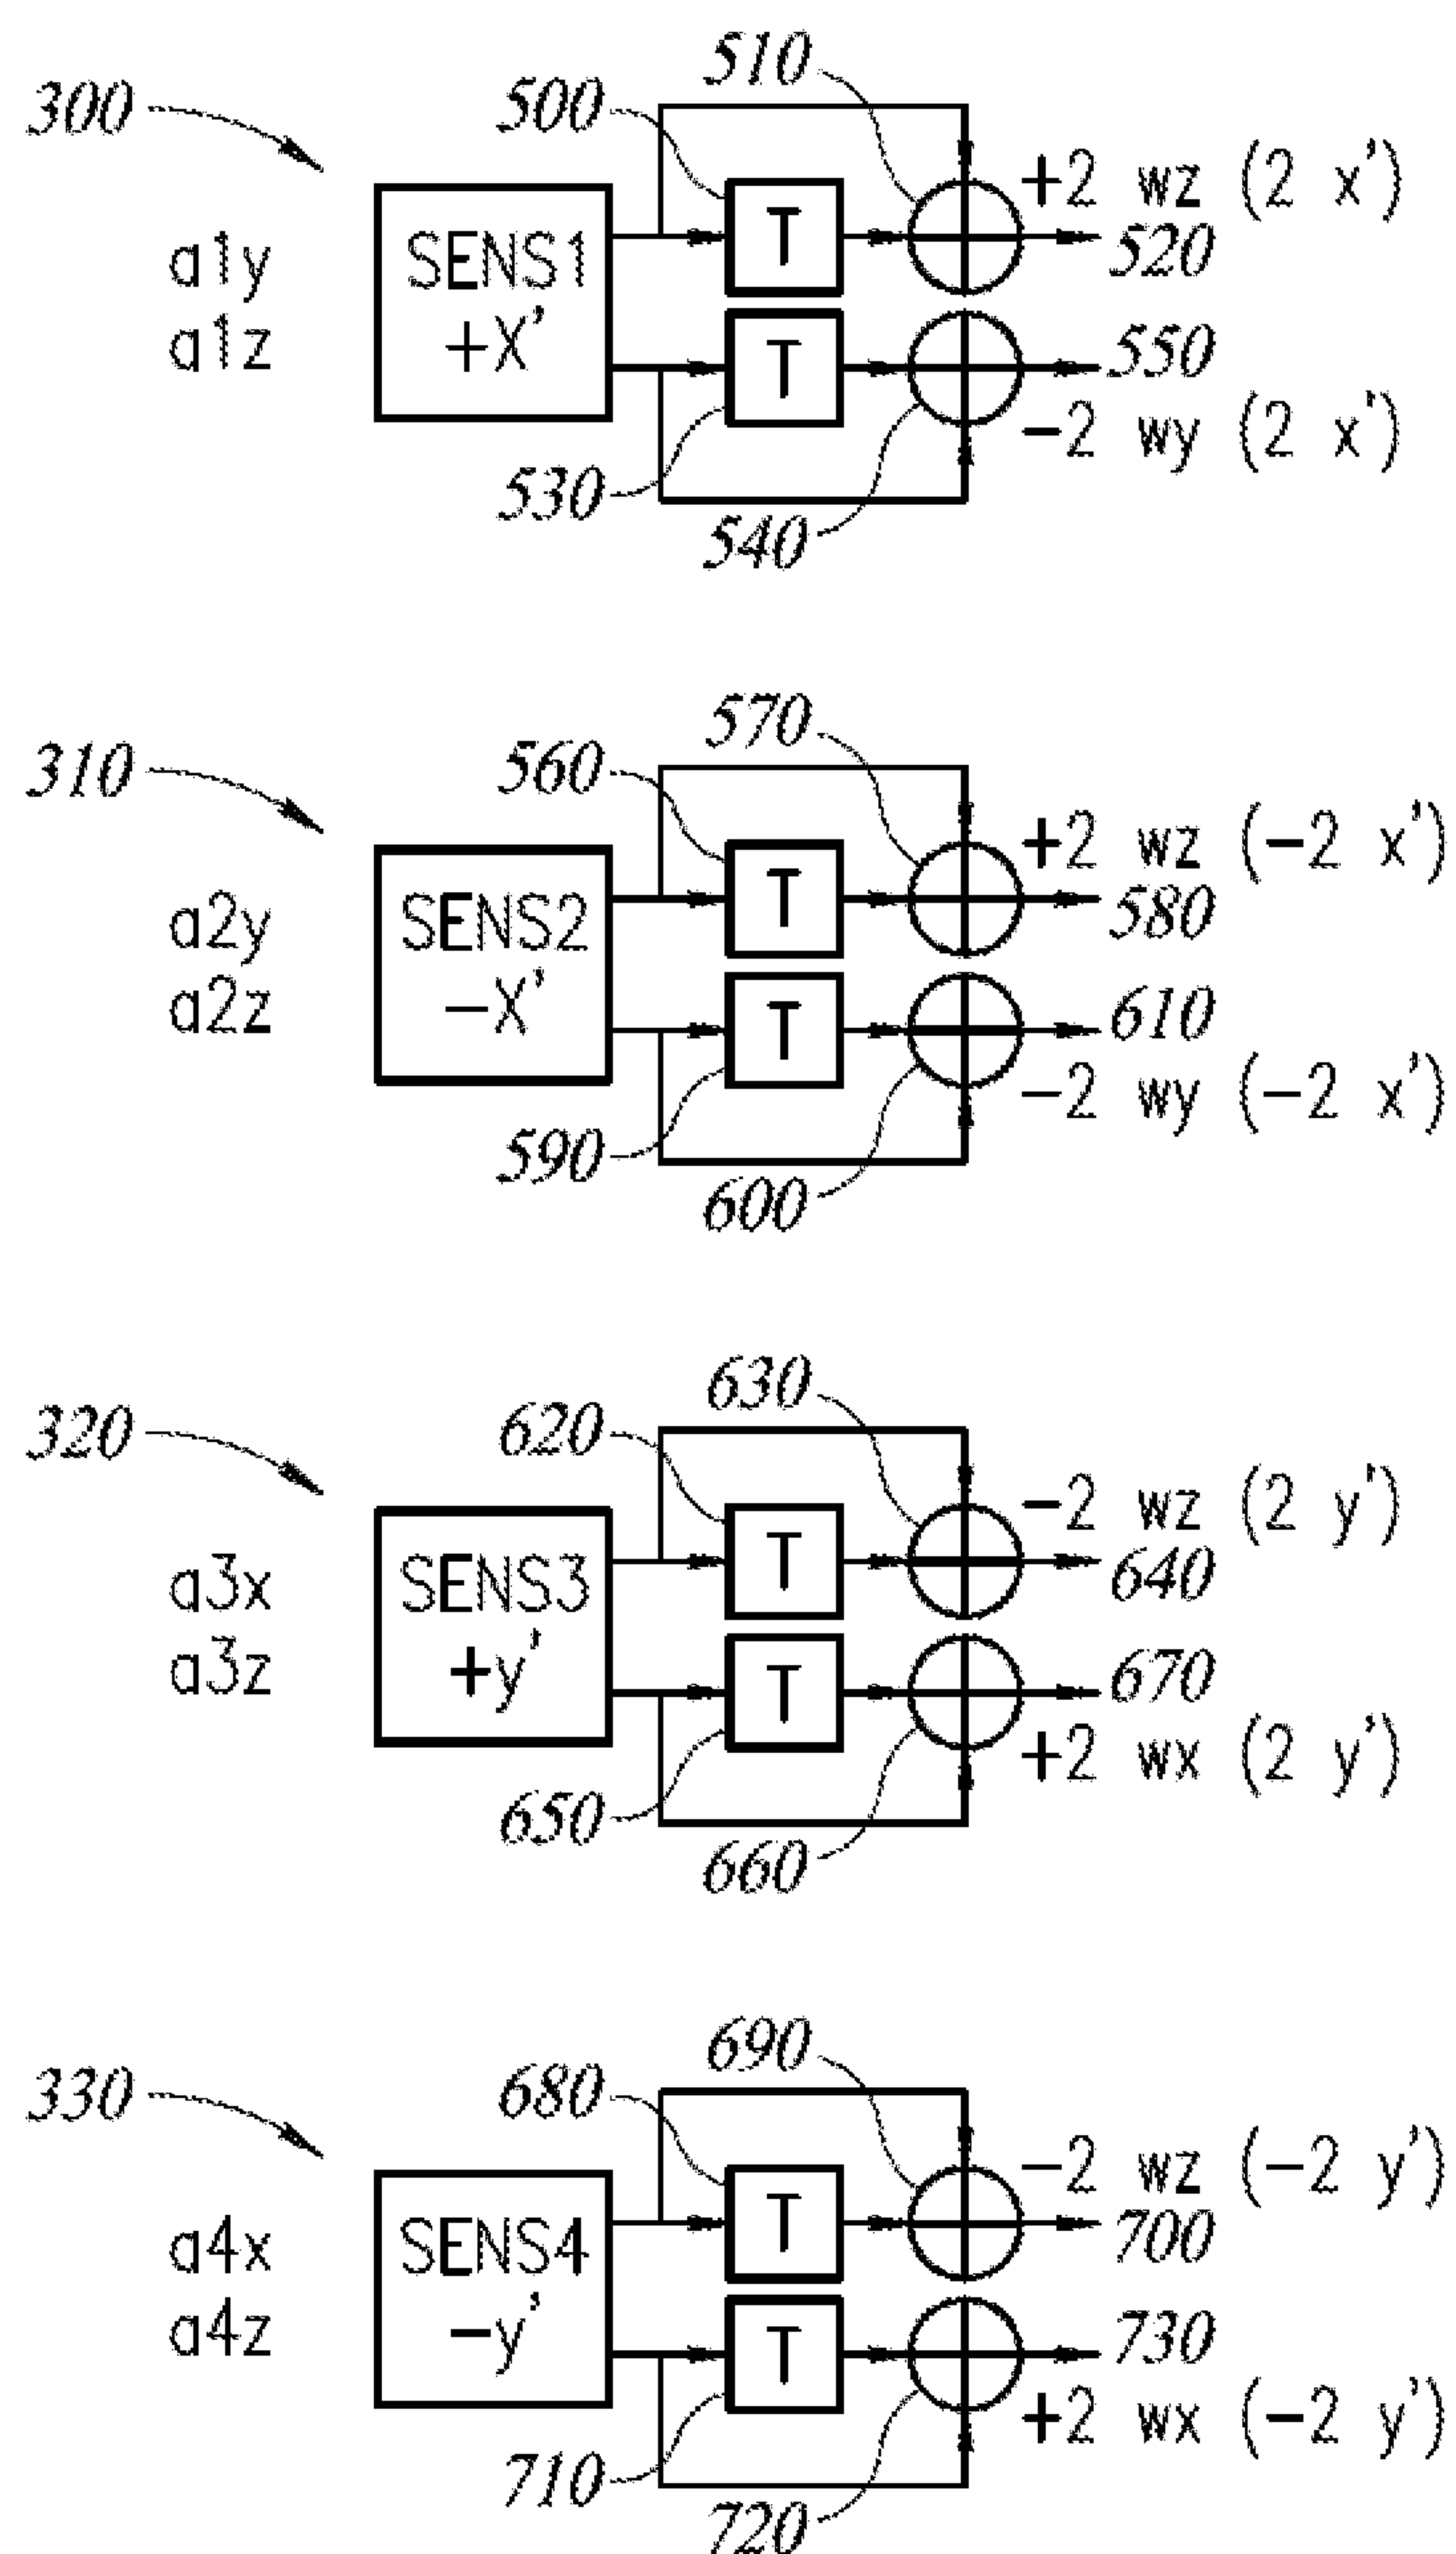 510
300
500
+2 wz (2 x')
a1y
SENS1
520
a1z
+X'
550
-2 wy (2 x')
530
540
T
T
570
310
560
+2 wz (-2 x')
a2y
SENS2
580
a2z
-X'
610
-2 wy (-2 x')
590
600
T
T
630
320
620
-2 wz (2 y')
a3x
SENS3
640
a3z
+y'
670
+2 wx (2 y')
650
660
T
T
690
330
680
-2 wz (-2 y')
a4x
SENS4
700
a4z
-y'
730
+2 wx (-2 y')
710
720
T
T